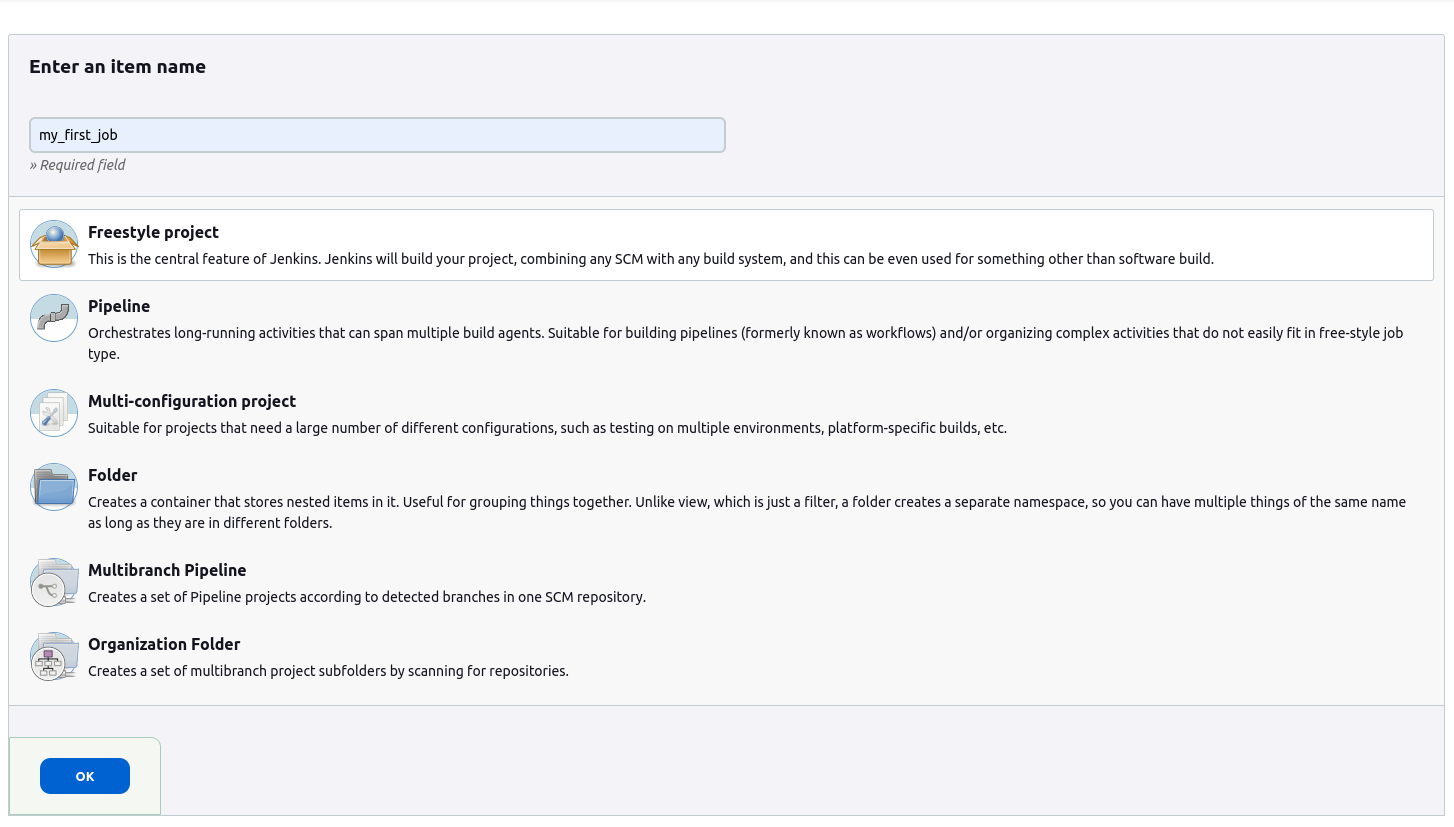 Enter an item name
my_first_job
» Required field
Freestyle project
This is the central feature of Jenkins. Jenkins will build your project, combining any SCM with any build system, and this can be even used for something other than software build.
Pipeline
Orchestrates long-running activities that can span multiple build agents. Suitable for building pipelines (formerly known as workflows) and/or organizing complex activities that do not easily fit in free-style job
type.
Multi-configuration project
Suitable for projects that need a large number of different configurations, such as testing on multiple environments, platform-specific builds, etc.
Folder
Creates a container that stores nested items in it. Useful for grouping things together. Unlike view, which is just a filter, a folder creates a separate namespace, so you can have multiple things of the same name
as long as they are in different folders.
Multibranch Pipeline
Creates a set of Pipeline projects according to detected branches in one SCM repository.
Organization Folder
Creates a set of multibranch project subfolders by scanning for repositories.
OK